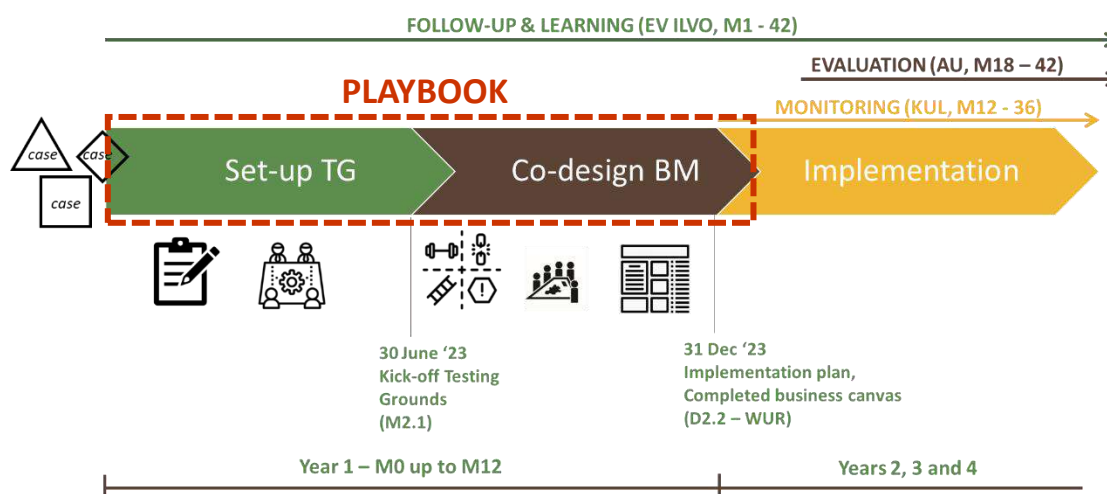 FOLLOW-UP & LEARNING (EV ILVO, M1 - 42)
EVALUATION (AU, M18 – 42)
PLAYBOOK
MONITORING (KUL, M12 - 36)
case
case
case
Set-up TG
Co-design BM
Implementation
30 June ‘23
Kick-off Testing
Grounds
(M2.1)
31 Dec ‘23
Implementation plan,
Completed business canvas
(D2.2 – WUR)
Year 1 – M0 up to M12
Years 2, 3 and 4